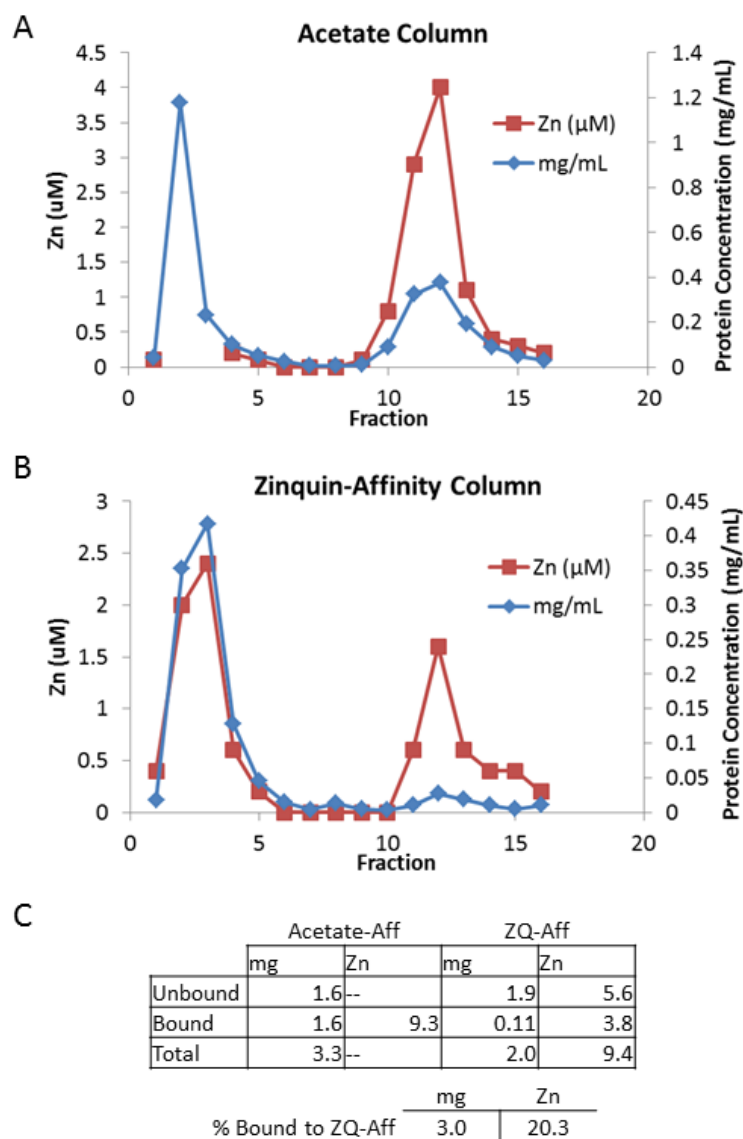 A
Acetate Column
4.5
4
3.5
3
2.5
2
1.5
1
0.5
0
Zn (uM)
1.4
1.2
1
0.8
0.6
0.4
0.2
0
Protein Concentration (mg/mL)
Zn (µM)
mg/mL
0 5 10 15 20
Fraction
B
Zinquin-Affinity Column
3
2.5
2
1.5
1
0.5
0
Zn (uM)
0.45
0.4
0.35
0.3
0.25
0.2
0.15
0.1
0.05
0
Protein Concentration (mg/mL)
Zn (µM)
mg/mL
0 5 10 15 20
Fraction
C
Acetate-Aff ZQ-Aff
mg Zn mg Zn
Unbound 1.6 -- 1.9 5.6
Bound 1.6 9.3 0.11 3.8
Total 3.3 -- 2.0 9.4
mg Zn
% Bound to ZQ-Aff 3.0 20.3